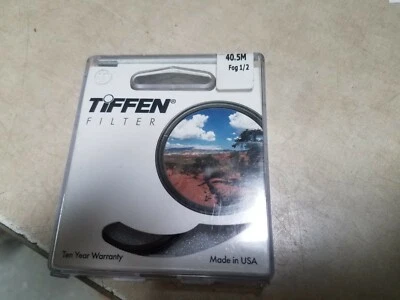 40.5M
Fog 1/2
TIFFEN®
FILTER
Ten Year Warranty
Made in USA